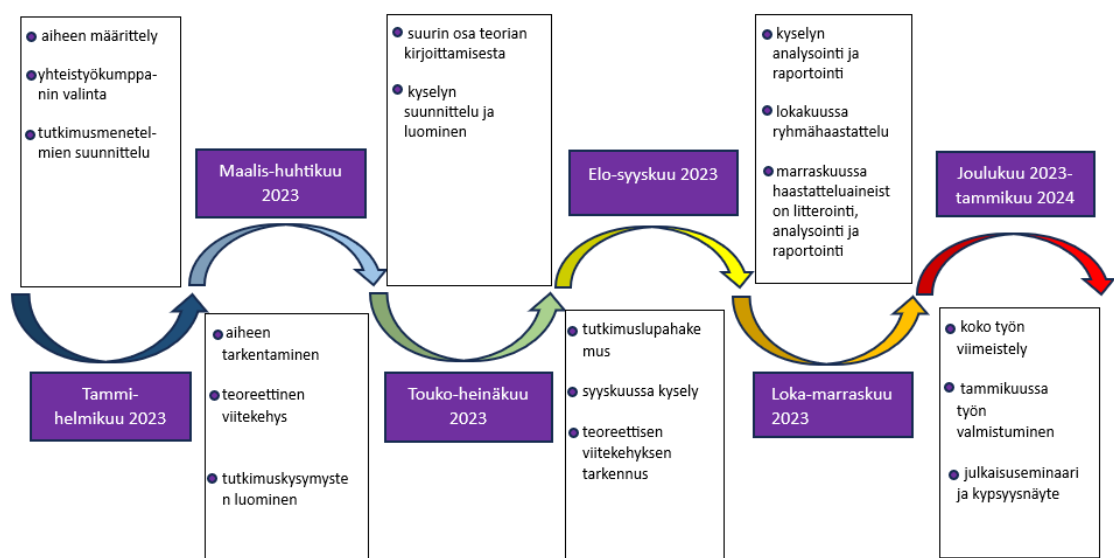 aiheen määrittely
yhteistyökumppa-
nin valinta
tutkimusmenetel-
mien suunnittelu
Tammi-
helmikuu 2023
Maalis-huhtikuu
2023
aiheen
tarkentaminen
teoreettinen
viitekehys
tutkimuskysymyste
n luominen
suurin osa teorian
kirjoittamisesta
kyselyn
suunnittelu ja
luominen
Touko-heinäkuu
2023
Elo-syyskuu 2023
tutkimuslupahake
mus
syyskuussa kysely
teoreettisen
viitekehyksen
tarkennus
kyselyn
analysointi ja
raportointi
lokakuussa
ryhmähaastattelu
marraskuussa
haastatteluaineist
on litterointi,
analysointi ja
raportointi
Loka-marraskuu
2023
Joulukuu 2023-
tammikuu 2024
koko työn
viimeistely
tammikuussa
työn
valmistuminen
julkaisuseminaari
ja kypsyysnäyte